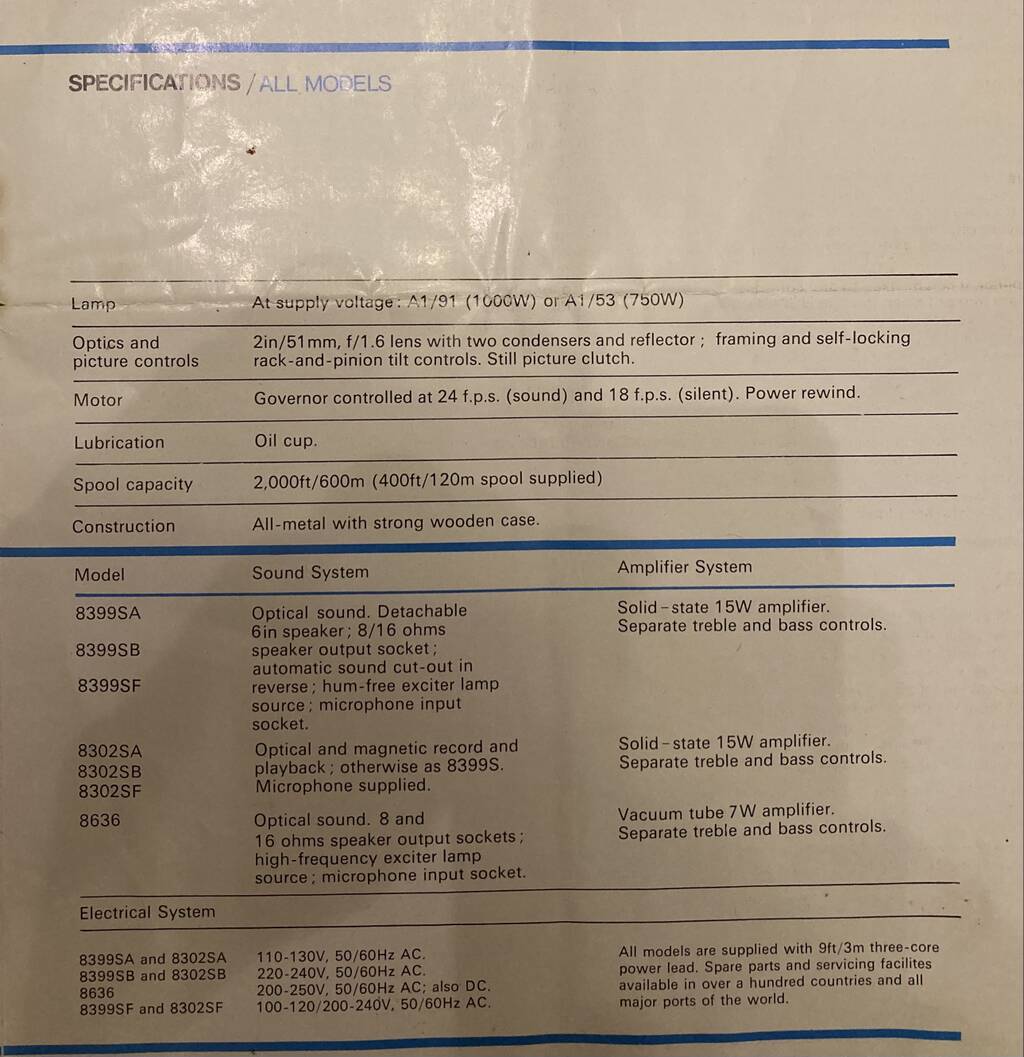 SPECIFICATIONS / ALL MODELS
Lamp At supply voltage: A1/91 (1000W) or A1/53 (750W)
Optics and picture controls 2in/51mm, f/1.6 lens with two condensers and reflector; framing and self-locking
rack-and-pinion tilt controls. Still picture clutch.
Motor Governor controlled at 24 f.p.s. (sound) and 18 f.p.s. (silent). Power rewind.
Lubrication Oil cup.
Spool capacity 2,000ft/600m (400ft/120m spool supplied)
Construction All-metal with strong wooden case.
Model Sound System Amplifier System
8399SA Optical sound. Detachable Solid-state 15W amplifier.
6in speaker; 8/16 ohms Separate treble and bass controls.
8399SB speaker output socket;
automatic sound cut-out in
8399SF reverse; hum-free exciter lamp
source; microphone input
socket.
8302SA Optical and magnetic record and Solid-state 15W amplifier.
8302SB playback; otherwise as 8399S. Separate treble and bass controls.
8302SF Microphone supplied.
8636 Optical sound. 8 and Vacuum tube 7W amplifier.
16 ohms speaker output sockets; Separate treble and bass controls.
high-frequency exciter lamp
source; microphone input socket.
Electrical System
8399SA and 8302SA 110-130V, 50/60Hz AC. All models are supplied with 9ft/3m three-core
8399SB and 8302SB 220-240V, 50/60Hz AC. power lead. Spare parts and servicing facilites
8636 200-250V, 50/60Hz AC; also DC. available in over a hundred countries and all
8399SF and 8302SF 100-120/200-240V, 50/60Hz AC. major ports of the world.